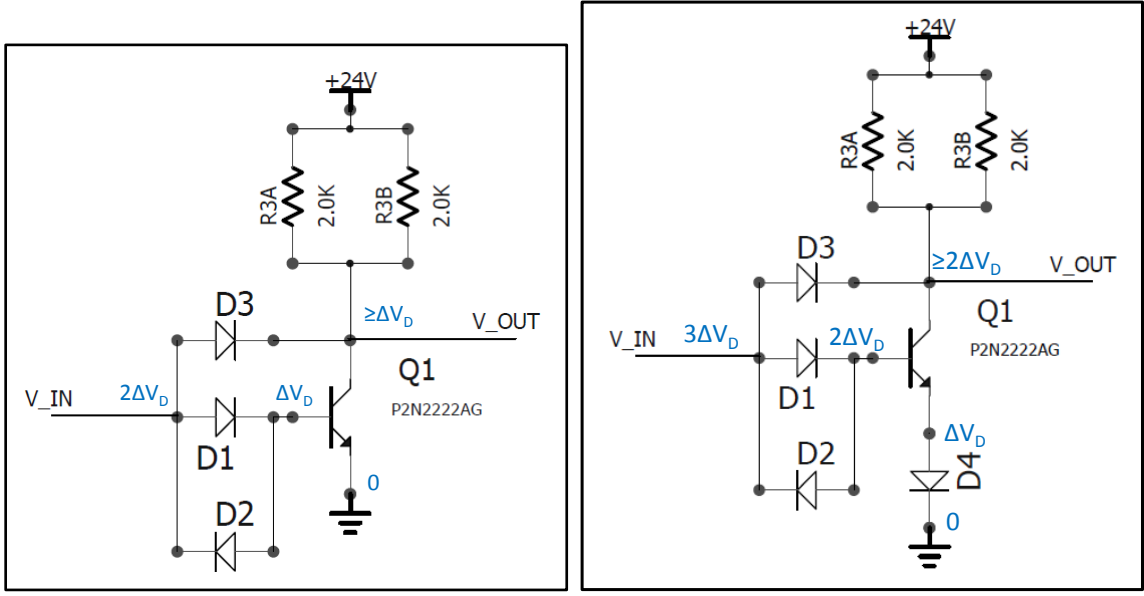 +24V
R3A
2.0K
R3B
2.0K
D3
≥ΔV_D
V_OUT
Q1
P2N2222AG
V_IN
2ΔV_D
ΔV_D
D1
D2
0
+24V
R3A
2.0K
R3B
2.0K
D3
≥2ΔV_D
V_OUT
Q1
P2N2222AG
V_IN
3ΔV_D
2ΔV_D
D1
ΔV_D
D2
D4
0